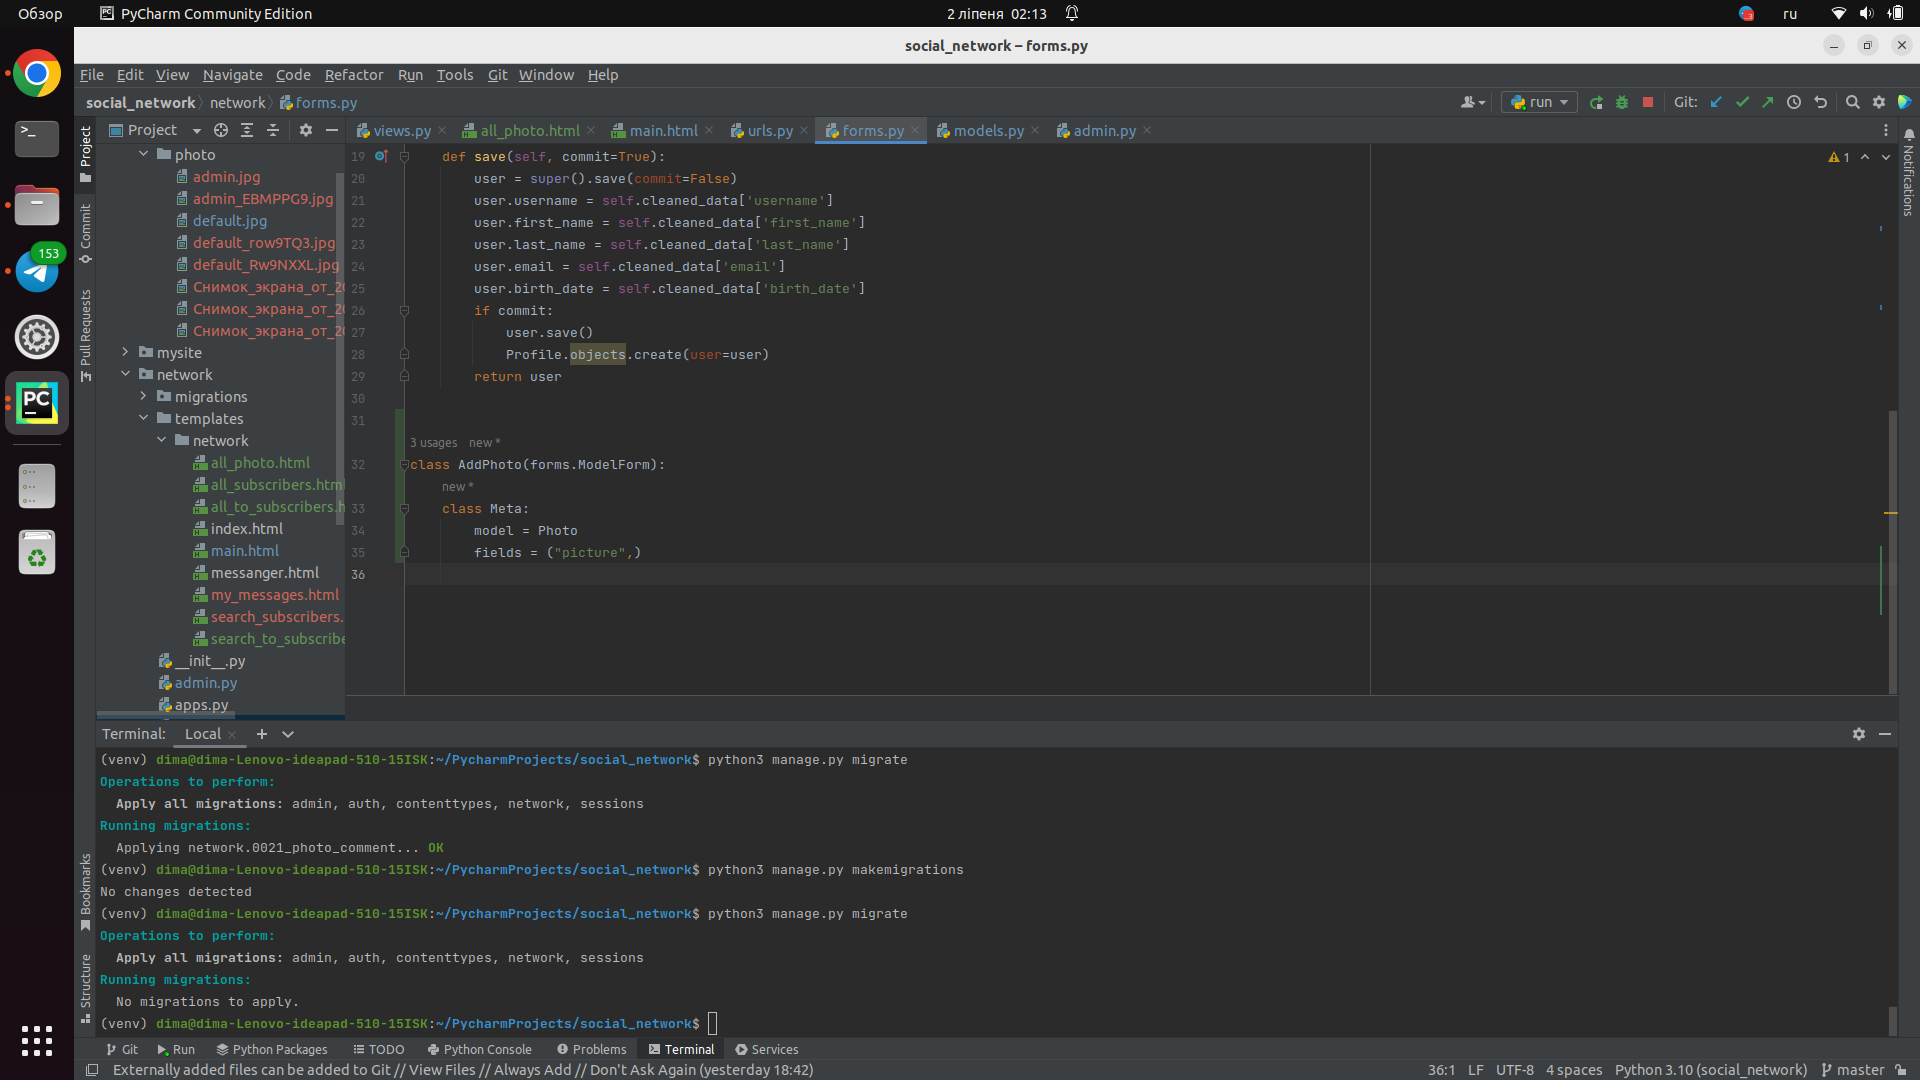 Обзор
PyCharm Community Edition
2 ліпеня 02:13
3
ru
social_network – forms.py
File Edit View Navigate Code Refactor Run Tools Git Window Help
social_network network forms.py
run
Git:
Project
views.py
all_photo.html
main.html
urls.py
forms.py
models.py
admin.py
Project
Commit
Pull Requests
Bookmarks
Structure
Notifications
153
photo
admin.jpg
admin_EBMPPG9.jpg
default.jpg
default_row9TQ3.jpg
default_Rw9NXXL.jpg
Снимок_экрана_от_20
Снимок_экрана_от_20
Снимок_экрана_от_20
mysite
network
migrations
templates
network
all_photo.html
all_subscribers.html
all_to_subscribers.h
index.html
main.html
messanger.html
my_messages.html
search_subscribers.
search_to_subscribe
__init__.py
admin.py
apps.py
1
19 def save(self, commit=True):
20 user = super().save(commit=False)
21 user.username = self.cleaned_data['username']
22 user.first_name = self.cleaned_data['first_name']
23 user.last_name = self.cleaned_data['last_name']
24 user.email = self.cleaned_data['email']
25 user.birth_date = self.cleaned_data['birth_date']
26 if commit:
27 user.save()
28 Profile.objects.create(user=user)
29 return user
30
31
3 usages new *
32 class AddPhoto(forms.ModelForm):
new *
33 class Meta:
34 model = Photo
35 fields = ("picture",)
36
Terminal: Local
(venv) dima@dima-Lenovo-ideapad-510-15ISK:~/PycharmProjects/social_network$ python3 manage.py migrate
Operations to perform:
Apply all migrations: admin, auth, contenttypes, network, sessions
Running migrations:
Applying network.0021_photo_comment... OK
(venv) dima@dima-Lenovo-ideapad-510-15ISK:~/PycharmProjects/social_network$ python3 manage.py makemigrations
No changes detected
(venv) dima@dima-Lenovo-ideapad-510-15ISK:~/PycharmProjects/social_network$ python3 manage.py migrate
Operations to perform:
Apply all migrations: admin, auth, contenttypes, network, sessions
Running migrations:
No migrations to apply.
(venv) dima@dima-Lenovo-ideapad-510-15ISK:~/PycharmProjects/social_network$
Git Run Python Packages TODO Python Console Problems Terminal Services
Externally added files can be added to Git // View Files // Always Add // Don't Ask Again (yesterday 18:42)
36:1 LF UTF-8 4 spaces Python 3.10 (social_network) master